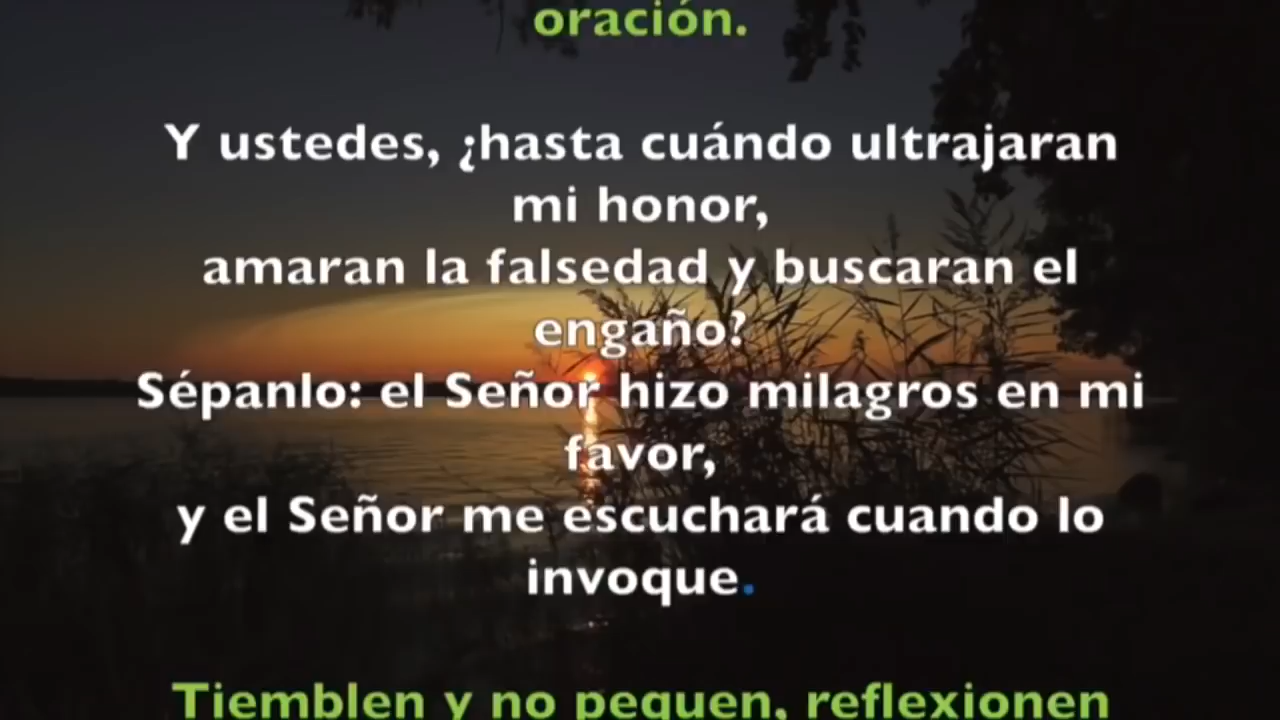 oración.
Y ustedes, ¿hasta cuándo ultrajaran
mi honor,
amaran la falsedad y buscaran el
engaño?
Sépanlo: el Señor hizo milagros en mi
favor,
y el Señor me escuchará cuando lo
invoque.
Tiemblen y no pequen, reflexionen